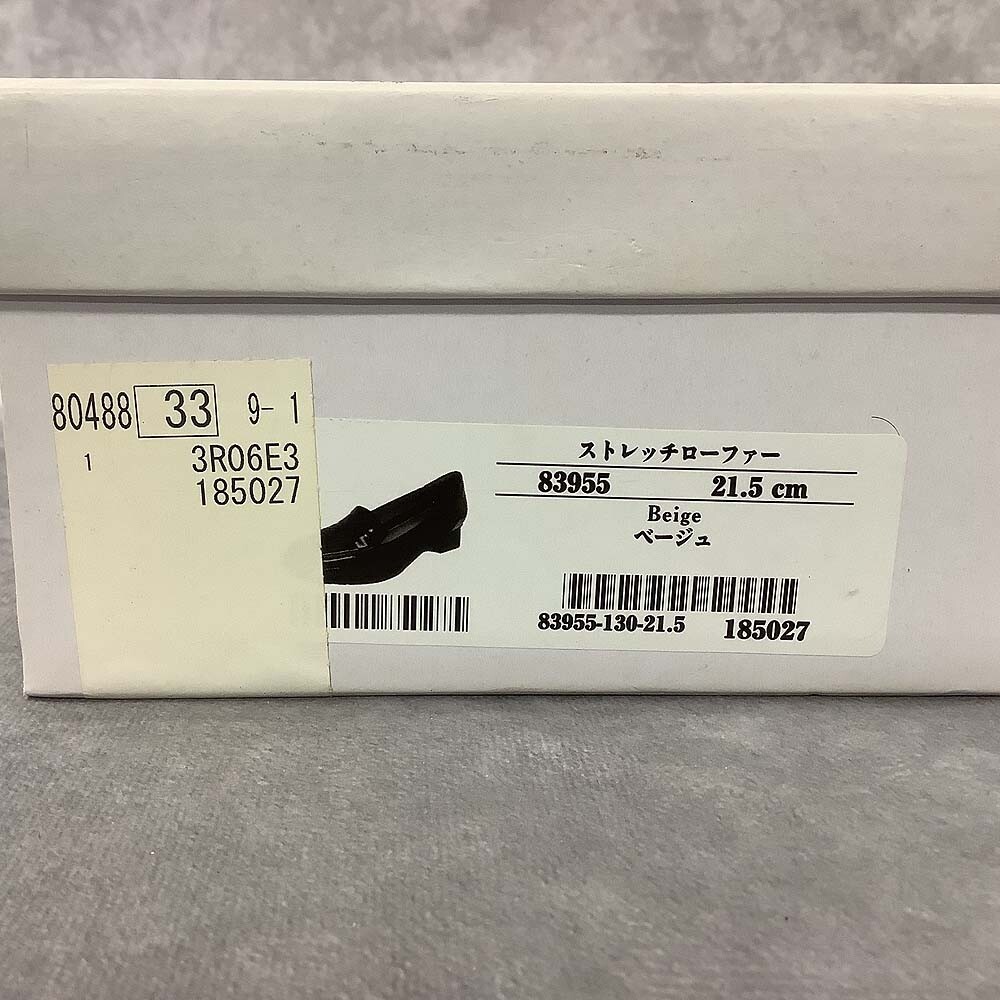 80488 33 9- 1
1 3R06E3
185027
ストレッチローファー
83955 21.5 cm
Beige
ベージュ
83955-130-21.5 185027